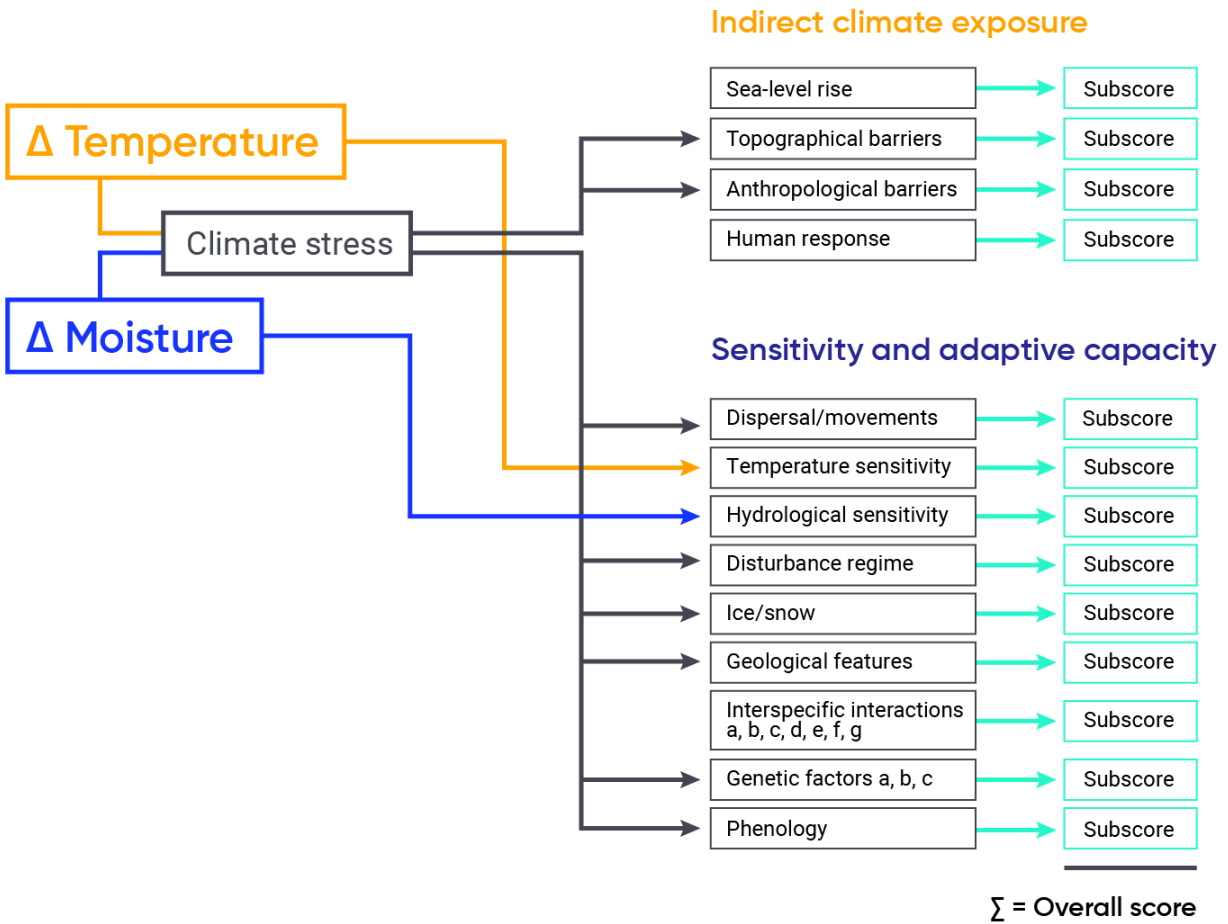 Indirect climate exposure
Sea-level rise
Subscore
Δ Temperature
Topographical barriers
Subscore
Anthropological barriers
Subscore
Climate stress
Human response
Subscore
Δ Moisture
Sensitivity and adaptive capacity
Dispersal/movements
Subscore
Temperature sensitivity
Subscore
Hydrological sensitivity
Subscore
Disturbance regime
Subscore
Ice/snow
Subscore
Geological features
Subscore
Interspecific interactions
a, b, c, d, e, f, g
Subscore
Genetic factors a, b, c
Subscore
Phenology
Subscore
∑ = Overall score